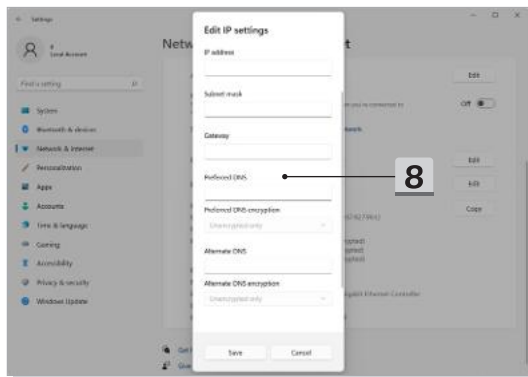 Settings
Local Account
Find a setting
System
Bluetooth & devices
Network & internet
Personalization
Apps
Accounts
Time & language
Gaming
Accessibility
Privacy & security
Windows Update
Netw
t
Edit
Off
Edit
Edit
Copy
Edit IP settings
IP address
Subnet mask
Gateway
Preferred DNS
8
Preferred DNS encryption
Unencrypted only
Alternate DNS
Alternate DNS encryption
Unencrypted only
Save
Cancel
Get
Give